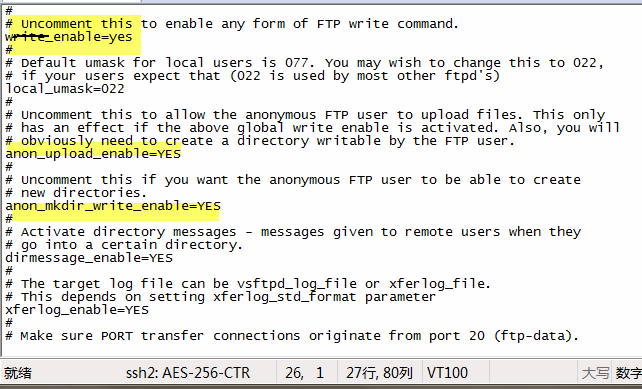 #
# Uncomment this to enable any form of FTP write command.
write_enable=yes
#
# Default umask for local users is 077. You may wish to change this to 022,
# if your users expect that (022 is used by most other ftpd's)
local_umask=022
#
# Uncomment this to allow the anonymous FTP user to upload files. This only
# has an effect if the above global write enable is activated. Also, you will
# obviously need to create a directory writable by the FTP user.
anon_upload_enable=YES
#
# Uncomment this if you want the anonymous FTP user to be able to create
# new directories.
anon_mkdir_write_enable=YES
#
# Activate directory messages - messages given to remote users when they
# go into a certain directory.
dirmessage_enable=YES
#
# The target log file can be vsftpd_log_file or xferlog_file.
# This depends on setting xferlog_std_format parameter
xferlog_enable=YES
#
# Make sure PORT transfer connections originate from port 20 (ftp-data).
就绪 ssh2: AES-256-CTR 26, 1 27行, 80列 VT100 大写 数字